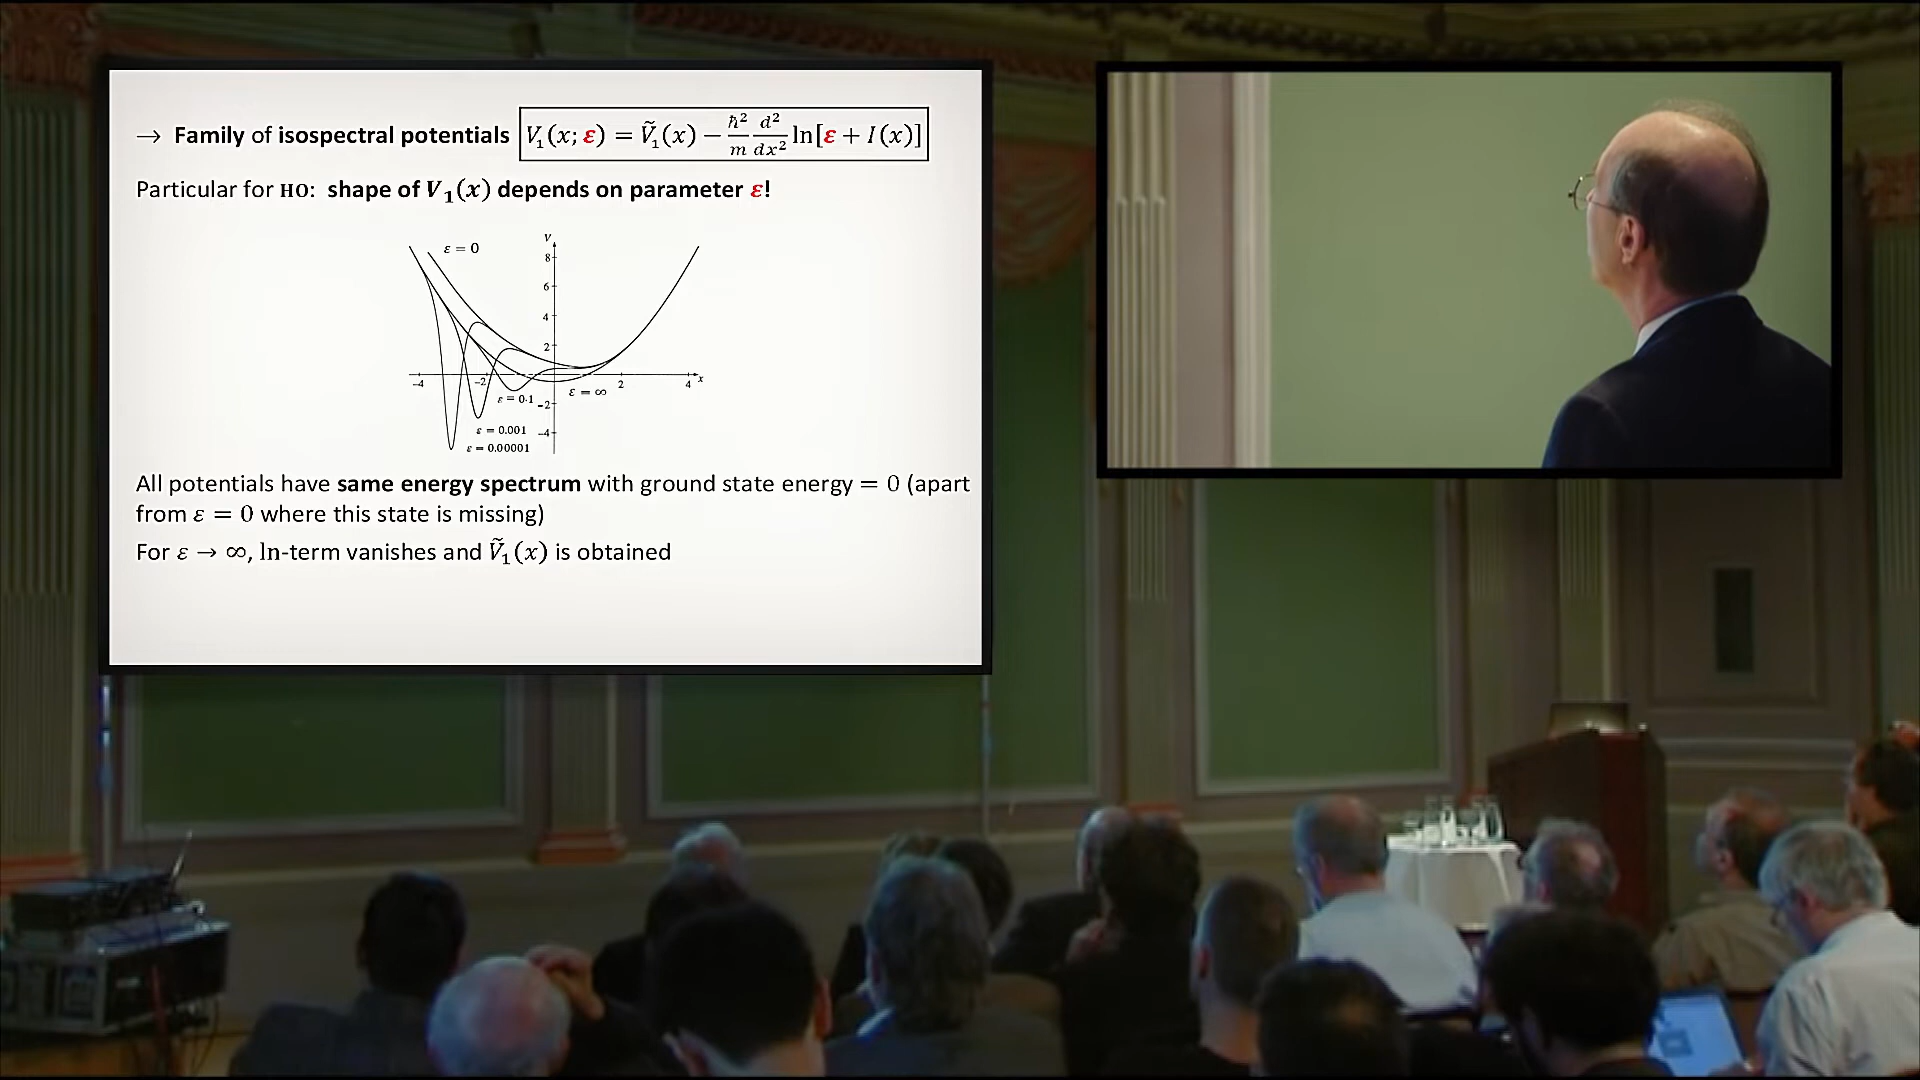 → Family of isospectral potentials V₁(x; ε) = Ṽ₁(x) − ħ²/m d²/dx² ln[ε + I(x)]
Particular for HO: shape of V₁(x) depends on parameter ε!
V
ε = 0
8
6
4
2
-4
-2
2
4
x
ε = 0·1
ε = ∞
-2
ε = 0.001
-4
ε = 0.00001
All potentials have same energy spectrum with ground state energy = 0 (apart
from ε = 0 where this state is missing)
For ε → ∞, ln-term vanishes and Ṽ₁(x) is obtained